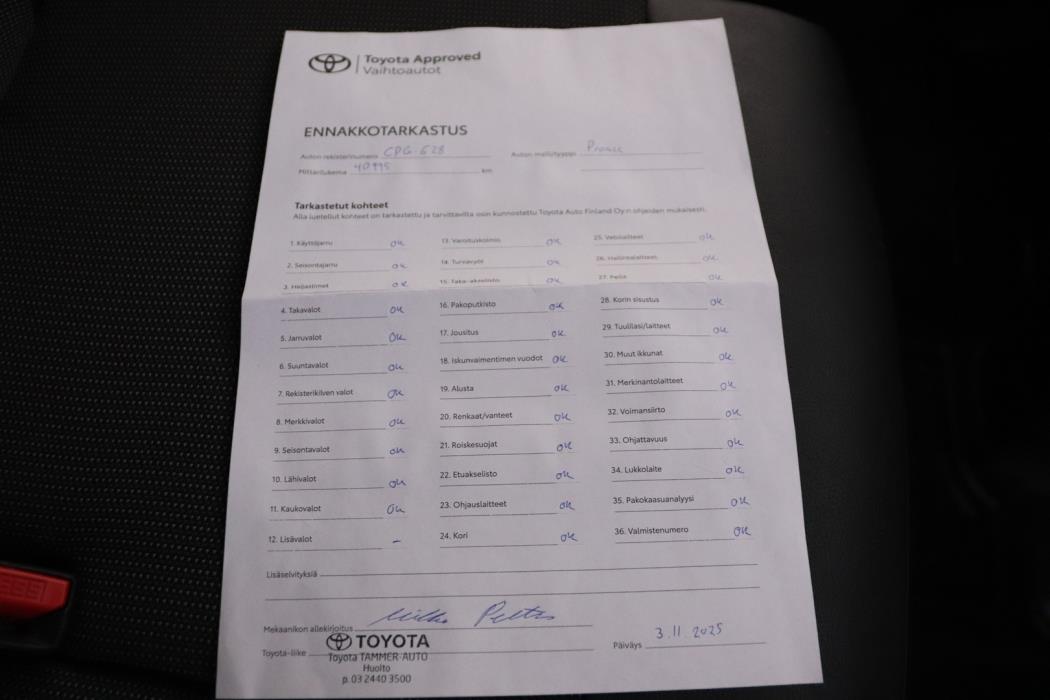 Toyota Approved
Vaihtoautot
ENNAKKOTARKASTUS
Auton rekisterinumero CPG-628 Auton mallityyppi Proace
Mittarilukema 40995 km
Tarkastetut kohteet
Alla luetellut kohteet on tarkastettu ja tarvittavilta osin kunnostettu Toyota Auto Finland Oy:n ohjeiden mukaisesti.
1. Käyttöjarru OK 13. Varoituskolmio OK 25. Vetolaitteet OK
2. Seisontajarru OK 14. Turvavyöt OK 26. Hallintalaitteet OK
3. Heijastimet OK 15. Taka-akselisto OK 27. Peilit OK
4. Takavalot OK 16. Pakoputkisto OK 28. Korin sisustus OK
5. Jarruvalot OK 17. Jousitus OK 29. Tuulilasi/laitteet OK
6. Suuntavalot OK 18. Iskunvaimentimen vuodot OK 30. Muut ikkunat OK
7. Rekisterikilven valot OK 19. Alusta OK 31. Merkinantolaitteet OK
8. Merkkivalot OK 20. Renkaat/vanteet OK 32. Voimansiirto OK
9. Seisontavalot OK 21. Roiskesuojat OK 33. Ohjattavuus OK
10. Lähivalot OK 22. Etuakselisto OK 34. Lukkolaite OK
11. Kaukovalot OK 23. Ohjauslaitteet OK 35. Pakokaasuanalyysi OK
12. Lisävalot – 24. Kori OK 36. Valmistenumero OK
Lisäselvityksiä
Mekaanikon allekirjoitus
Toyota-liike TOYOTA Päiväys 3.11.2025
Toyota TAMMER-AUTO
Huolto
p. 03 2440 3500